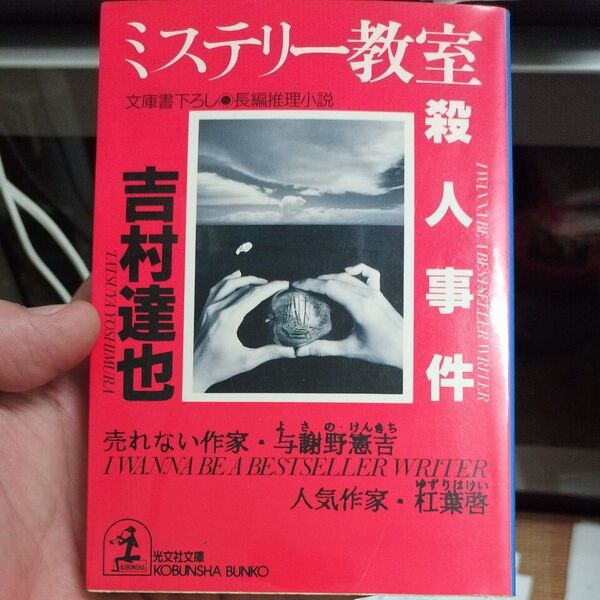 ミステリー教室
殺人事件
文庫書下ろし●長編推理小説
I WANNA BE A BESTSELLER WRITER
吉村達也
TATSUYA YOSHIMURA
売れない作家・与謝野憲吉
よさの・けんきち
I WANNA BE A BESTSELLER WRITER
人気作家・杠葉啓
ゆずりはけい
KOBUNSHA
光文社文庫
KOBUNSHA BUNKO